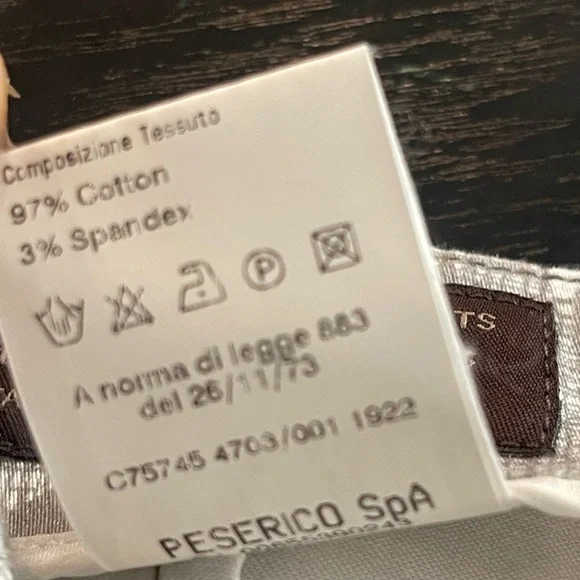 Composizione Tessuto
97% Cotton
3% Spandex
P
A norma di legge 883
del 26/11/73
C75745 4703/001 1922
PESERICO SpA
TS